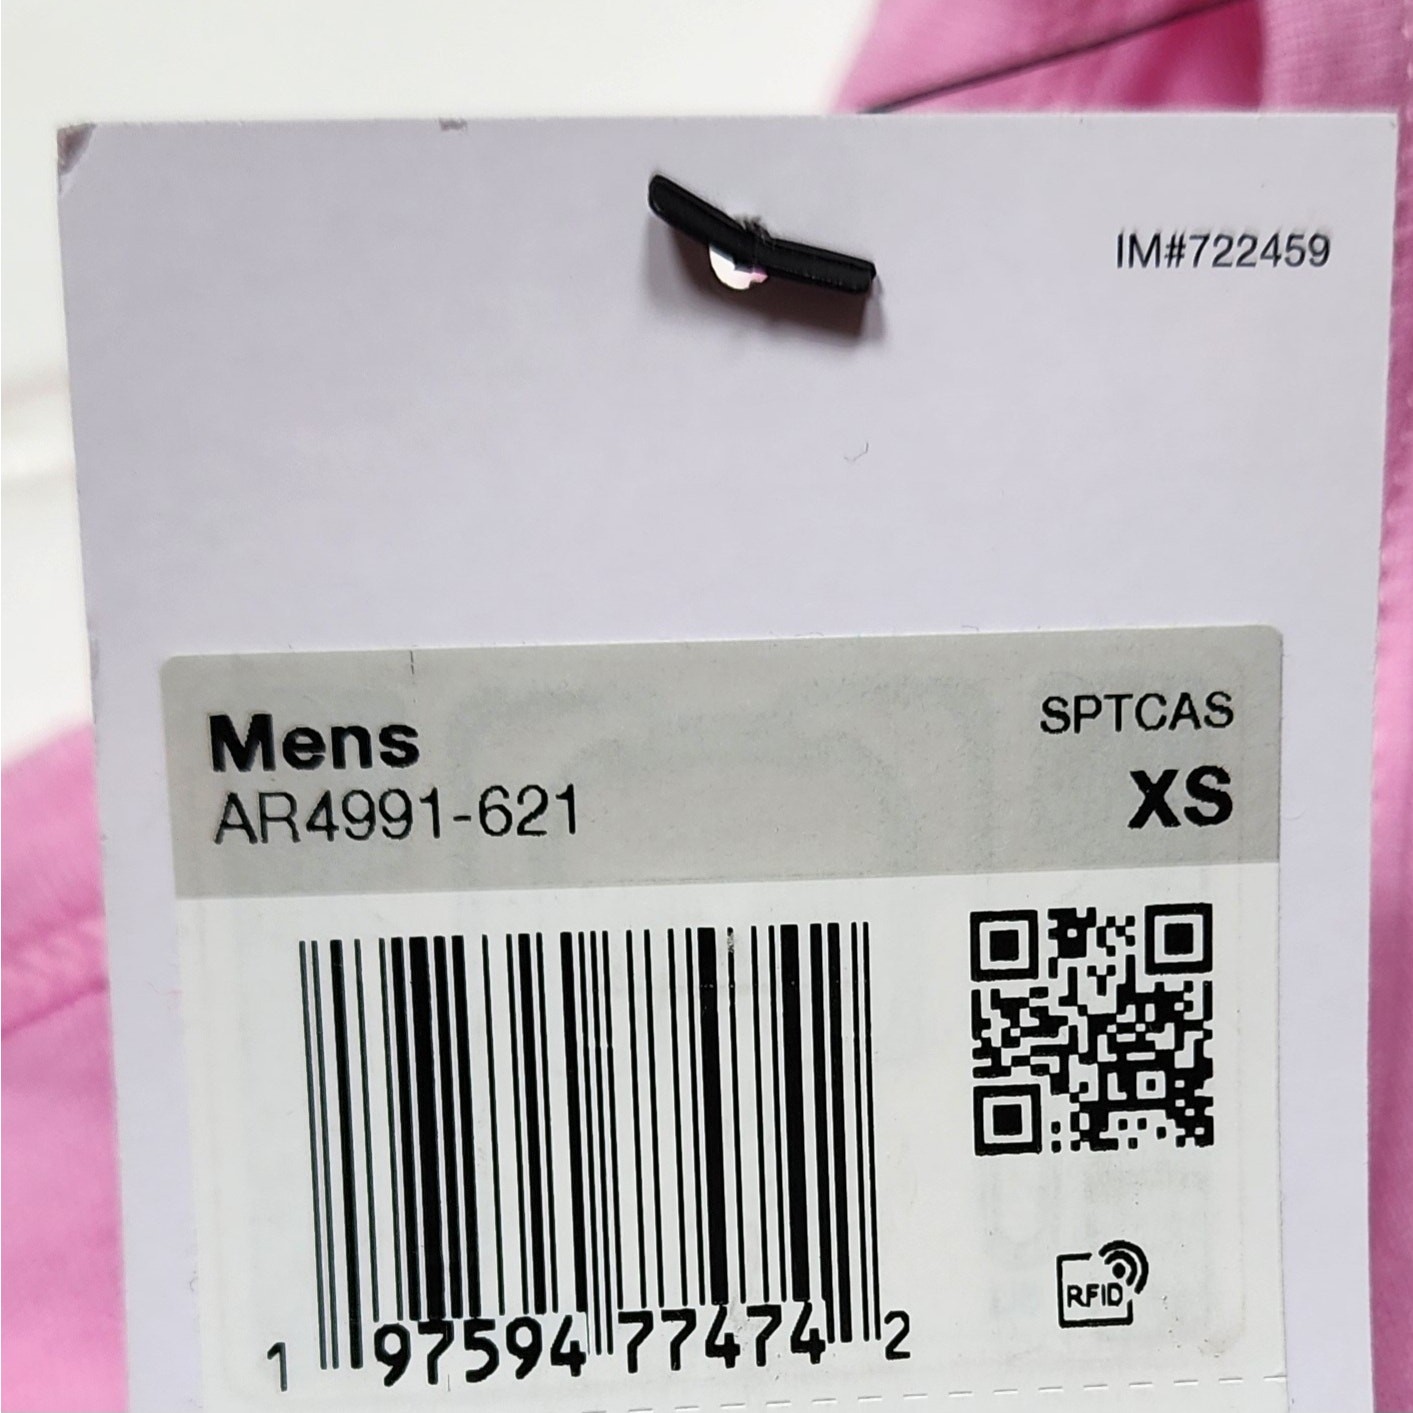 IM#722459
Mens
SPTCAS
AR4991-621
XS
1 97594 77474 2
RFID